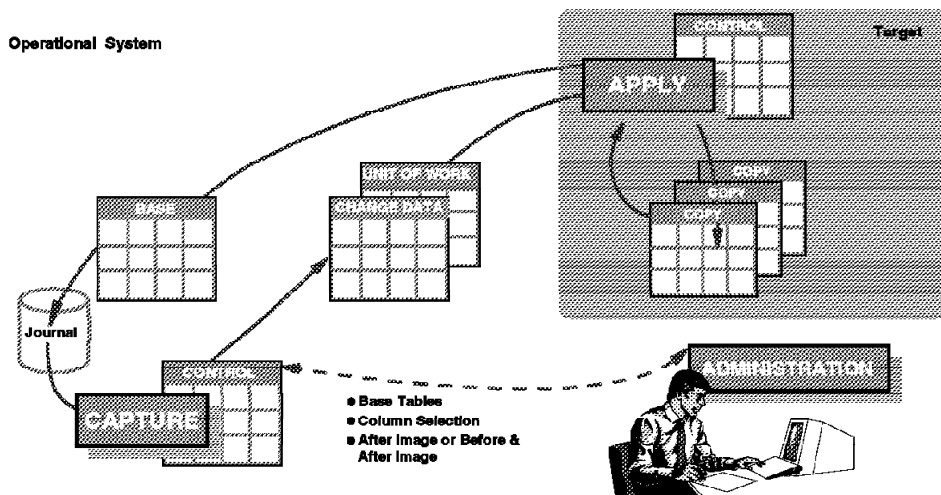 Operational System
CONTROL
Target
APPLY
UNIT OF WORK
CHANGE DATA
BASE
COPY
COPY
COPY
Journal
CONTROL
CAPTURE
ADMINISTRATION
Base Tables
Column Selection
After Image or Before &
After Image